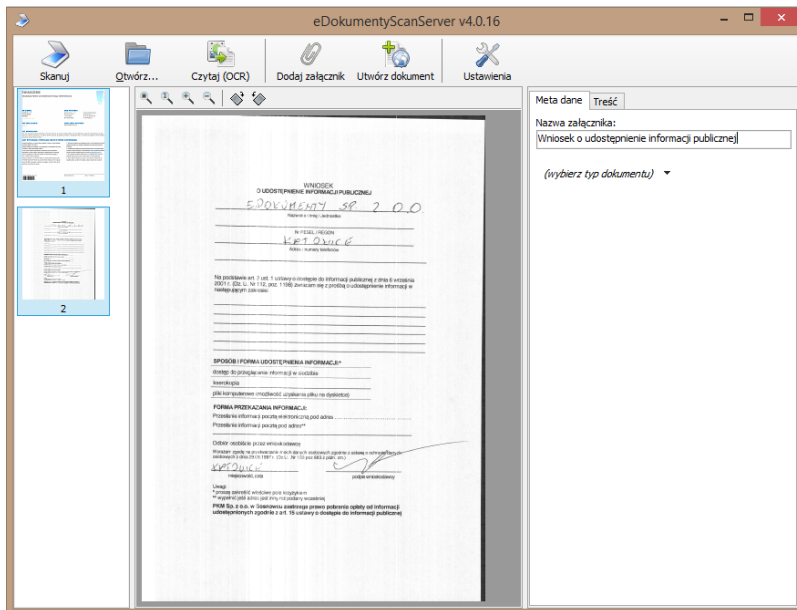 eDokumentyScanServer v4.0.16
Skanuj
Otwórz...
Czytaj (OCR)
Dodaj załącznik
Utwórz dokument
Ustawienia
1
2
WNIOSEK
O UDOSTĘPNIENIE INFORMACJI PUBLICZNEJ
EDOKUMENTY SP. Z O.O.
Nazwisko i imię / Jednostka
Nr PESEL / REGON
KATOWICE
Adres i numery telefonów
Na podstawie art. 2 ust. 1 ustawy o dostępie do informacji publicznej z dnia 6 września
2001 r. (Dz. U. Nr 112, poz. 1198) zwracam się z prośbą o udostępnienie informacji w
następującym zakresie:
SPOSÓB I FORMA UDOSTĘPNIENIA INFORMACJI:*
dostęp do przeglądania informacji w siedzibie
kserokopia
pliki komputerowe (możliwość uzyskania pliku na dyskietce)
FORMA PRZEKAZANIA INFORMACJI:
Przesłanie informacji pocztą elektroniczną pod adres
Przesłanie informacji pocztą pod adres**
Odbiór osobiście przez wnioskodawcę
KATOWICE
miejscowość, data
podpis wnioskodawcy
Uwagi:
* proszę zakreślić właściwe pole krzyżykiem
** wypełnić jeśli adres jest inny niż podany wcześniej
PKM Sp. z o.o. w Sosnowcu zastrzega prawo pobrania opłaty od informacji
udostępnionych zgodnie z art. 15 ustawy o dostępie do informacji publicznej
Meta dane
Treść
Nazwa załącznika:
Wniosek o udostępnienie informacji publicznej
(wybierz typ dokumentu)